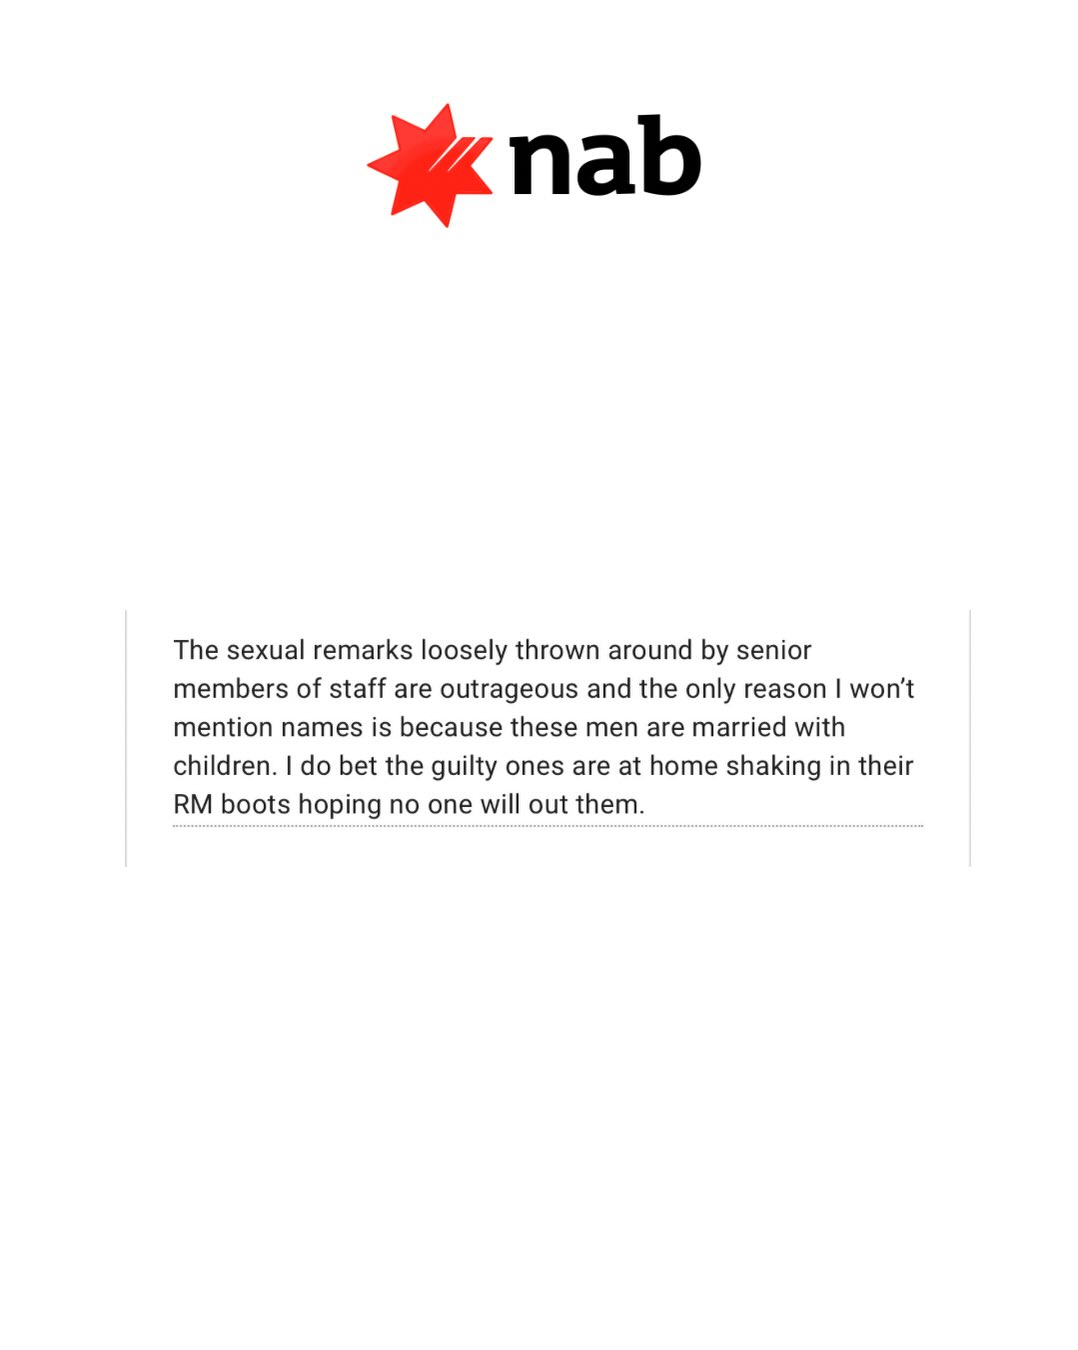 nab
The sexual remarks loosely thrown around by senior
members of staff are outrageous and the only reason I won’t
mention names is because these men are married with
children. I do bet the guilty ones are at home shaking in their
RM boots hoping no one will out them.